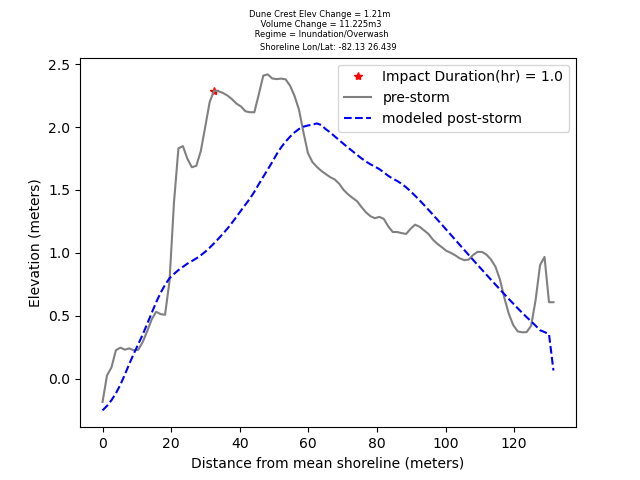 Dune Crest Elev Change = 1.21m
Volume Change = 11.225m3
Regime = Inundation/Overwash
Shoreline Lon/Lat: -82.13 26.439
Impact Duration(hr) = 1.0
pre-storm
modeled post-storm
Elevation (meters)
2.5
2.0
1.5
1.0
0.5
0.0
0 20 40 60 80 100 120
Distance from mean shoreline (meters)